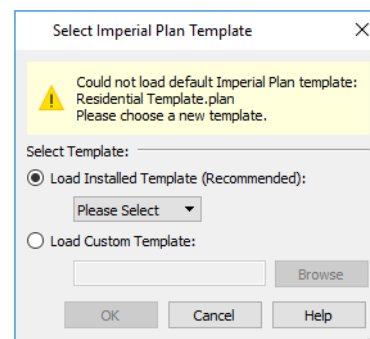 Select Imperial Plan Template
Could not load default Imperial Plan template:
Residential Template.plan
Please choose a new template.
Select Template:
Load Installed Template (Recommended):
Please Select
Load Custom Template:
Browse
OK Cancel Help